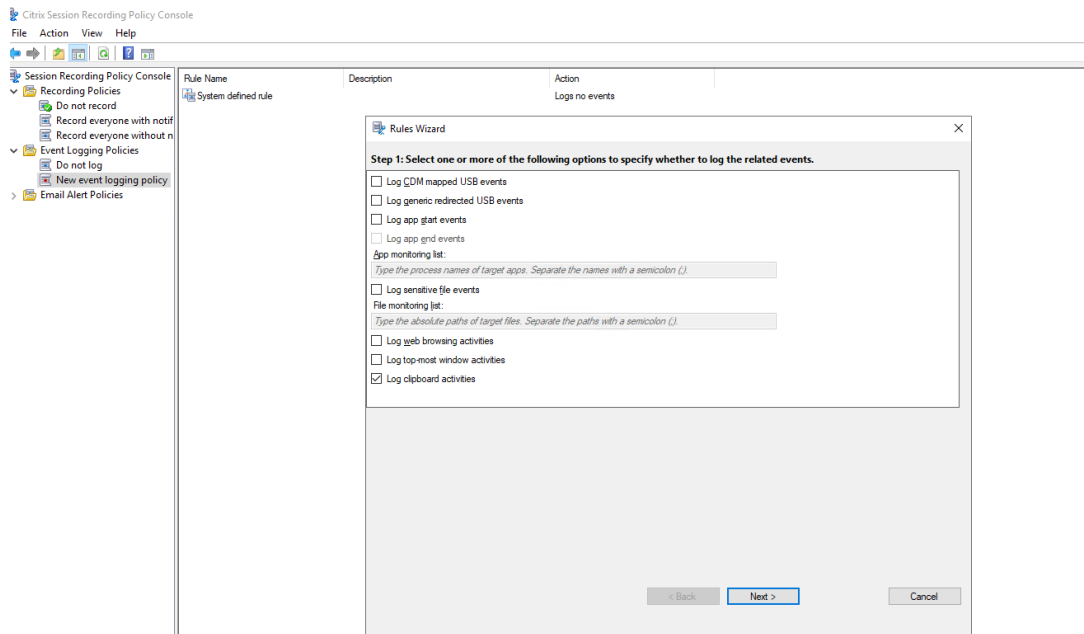 Citrix Session Recording Policy Console
File Action View Help
Session Recording Policy Console
Recording Policies
Do not record
Record everyone with notif
Record everyone without n
Event Logging Policies
Do not log
New event logging policy
Email Alert Policies
Rule Name Description Action
System defined rule Logs no events
Rules Wizard
Step 1: Select one or more of the following options to specify whether to log the related events.
Log CDM mapped USB events
Log generic redirected USB events
Log app start events
Log app end events
App monitoring list:
Type the process names of target apps. Separate the names with a semicolon (;).
Log sensitive file events
File monitoring list:
Type the absolute paths of target files. Separate the paths with a semicolon (;).
Log web browsing activities
Log top-most window activities
Log clipboard activities
< Back Next > Cancel